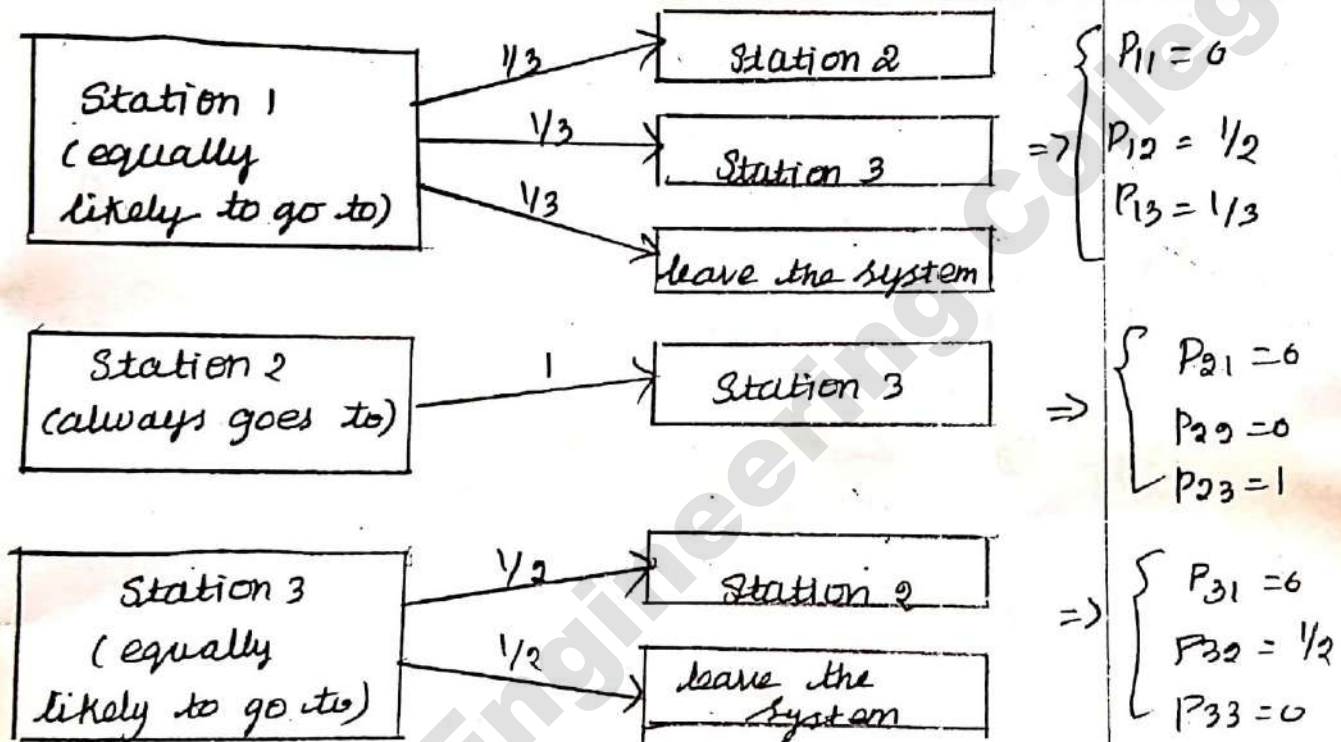 Station 1
(equally
likely to go to)
1/3
Station 2
1/3
Station 3
1/3
leave the system
=>
P11 = 0
P12 = 1/2
P13 = 1/3
Station 2
(always goes to)
1
Station 3
=>
P21 = 0
P22 = 0
P23 = 1
Station 3
(equally
likely to go to)
1/2
Station 2
1/2
leave the
system
=>
P31 = 0
P32 = 1/2
P33 = 0
Engineering Colleg